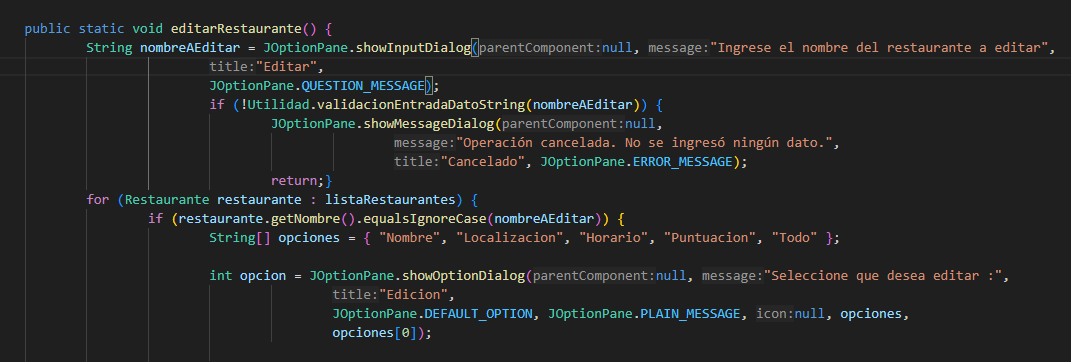 public static void editarRestaurante() {
String nombreAEditar = JOptionPane.showInputDialog(parentComponent:null, message:"Ingrese el nombre del restaurante a editar",
title:"Editar",
JOptionPane.QUESTION_MESSAGE);
if (!Utilidad.validacionEntradaDatoString(nombreAEditar)) {
JOptionPane.showMessageDialog(parentComponent:null,
message:"Operación cancelada. No se ingresó ningún dato.",
title:"Cancelado", JOptionPane.ERROR_MESSAGE);
return;}
for (Restaurante restaurante : listaRestaurantes) {
if (restaurante.getNombre().equalsIgnoreCase(nombreAEditar)) {
String[] opciones = { "Nombre", "Localizacion", "Horario", "Puntuacion", "Todo" };
int opcion = JOptionPane.showOptionDialog(parentComponent:null, message:"Seleccione que desea editar :",
title:"Edicion",
JOptionPane.DEFAULT_OPTION, JOptionPane.PLAIN_MESSAGE, icon:null, opciones,
opciones[0]);